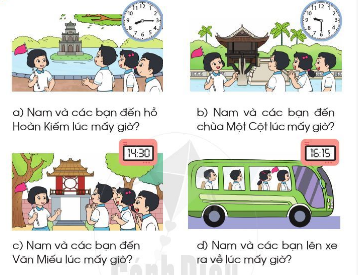 a) Nam và các bạn đến hồ
Hoàn Kiếm lúc mấy giờ?
b) Nam và các bạn đến
chùa Một Cột lúc mấy giờ?
14:30
16:15
c) Nam và các bạn đến
Văn Miếu lúc mấy giờ?
d) Nam và các bạn lên xe
ra về lúc mấy giờ?